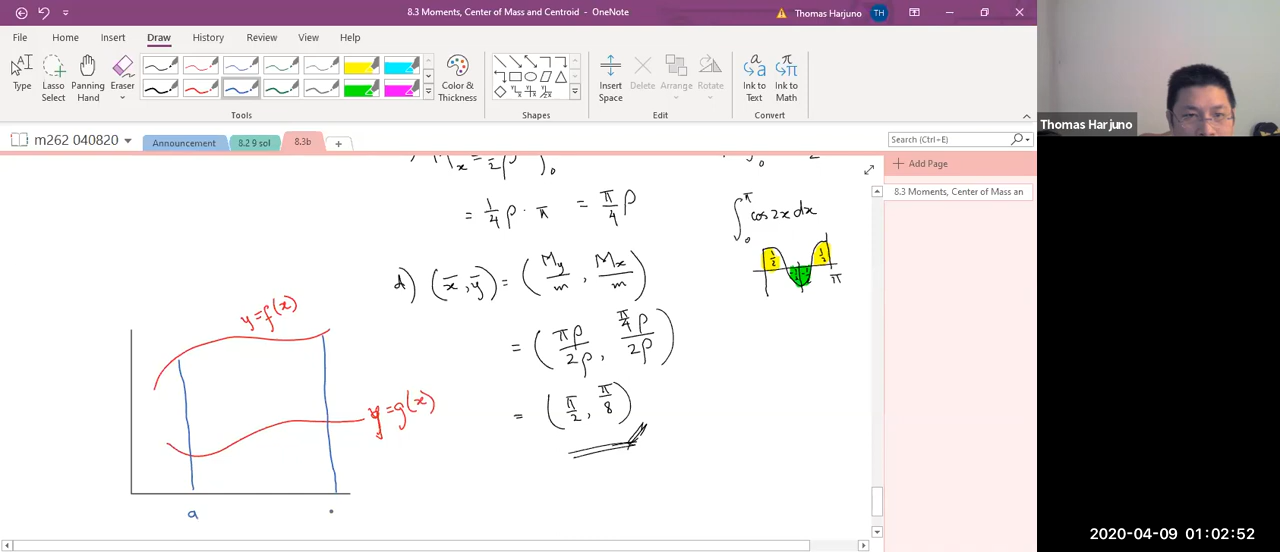 8.3 Moments, Center of Mass and Centroid - OneNote
Thomas Harjuno
TH
File Home Insert Draw History Review View Help
Type
Lasso Select
Panning Hand
Eraser
Color & Thickness
Insert Space
Delete
Arrange
Rotate
Ink to Text
Ink to Math
Tools
Shapes
Edit
Convert
m262 040820
Announcement
8.2 9 sol
8.3b
Search (Ctrl+E)
Add Page
8.3 Moments, Center of Mass an
Thomas Harjuno
= 1/4 ρ · π = π/4 ρ
∫₀^π cos 2x dx
1/2
1/2
π
d) (x̄, ȳ) = (My/m, Mx/m)
= (πρ/2ρ, π/4 ρ/2ρ)
= (π/2, π/8)
y=f(x)
y=g(x)
a
2020-04-09 01:02:52